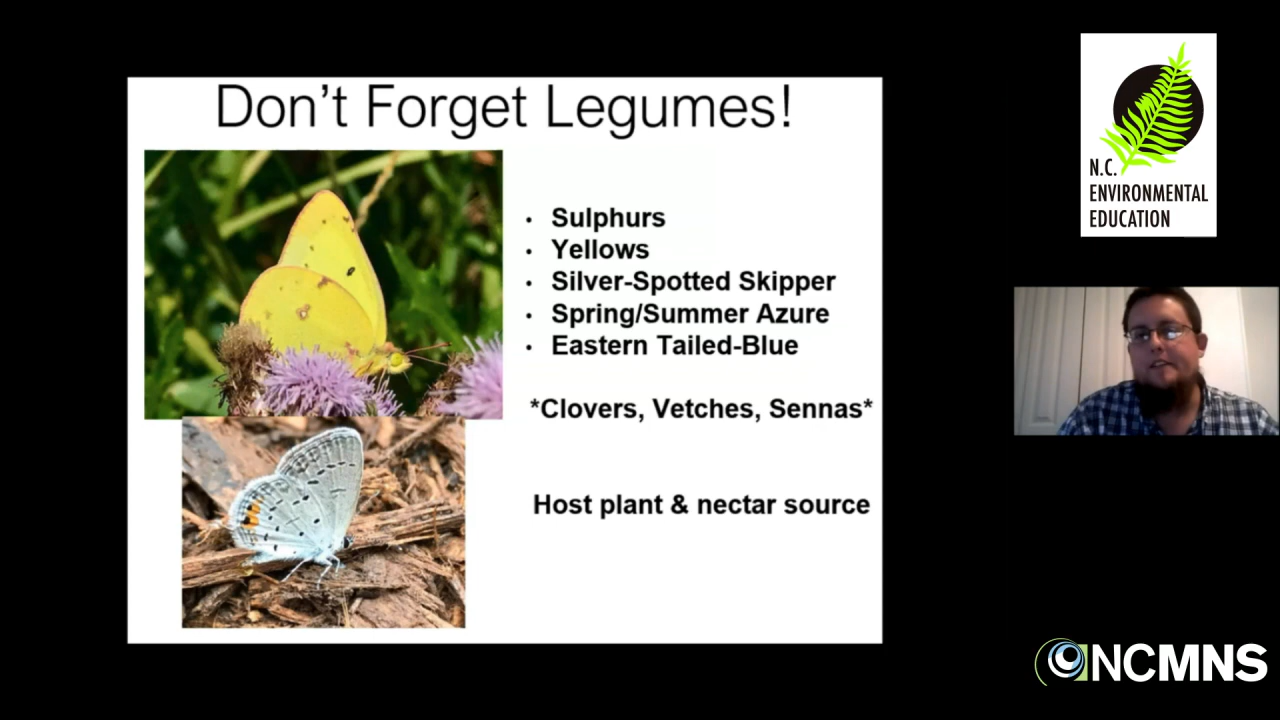 Don't Forget Legumes!
• Sulphurs
• Yellows
• Silver-Spotted Skipper
• Spring/Summer Azure
• Eastern Tailed-Blue
*Clovers, Vetches, Sennas*
Host plant & nectar source
N.C.
ENVIRONMENTAL
EDUCATION
NCMNS